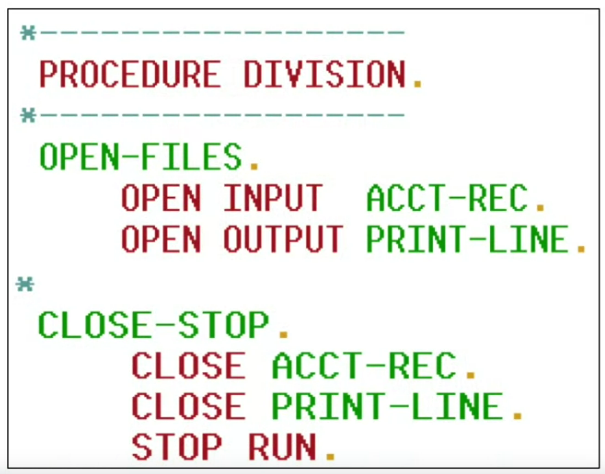 *------------------
PROCEDURE DIVISION.
*------------------
OPEN-FILES.
OPEN INPUT  ACCT-REC.
OPEN OUTPUT PRINT-LINE.
*
CLOSE-STOP.
CLOSE ACCT-REC.
CLOSE PRINT-LINE.
STOP RUN.